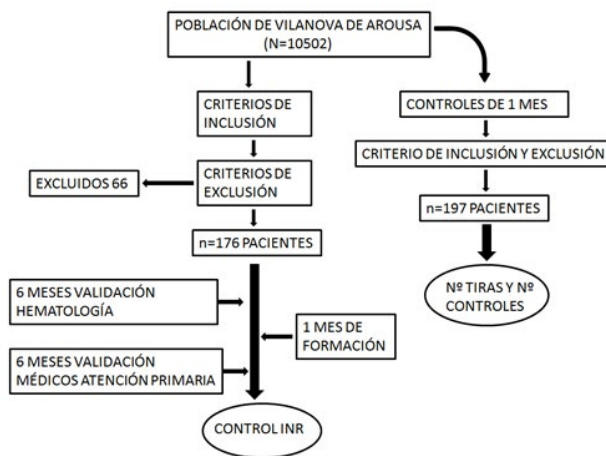 POBLACIÓN DE VILANOVA DE AROUSA
(N=10502)
CRITERIOS DE
INCLUSIÓN
CONTROLES DE 1 MES
CRITERIO DE INCLUSIÓN Y EXCLUSIÓN
EXCLUIDOS 66
CRITERIOS DE
EXCLUSIÓN
n=197 PACIENTES
n=176 PACIENTES
Nº TIRAS Y Nº
CONTROLES
6 MESES VALIDACIÓN
HEMATOLOGÍA
1 MES DE
FORMACIÓN
6 MESES VALIDACIÓN
MÉDICOS ATENCIÓN PRIMARIA
CONTROL INR